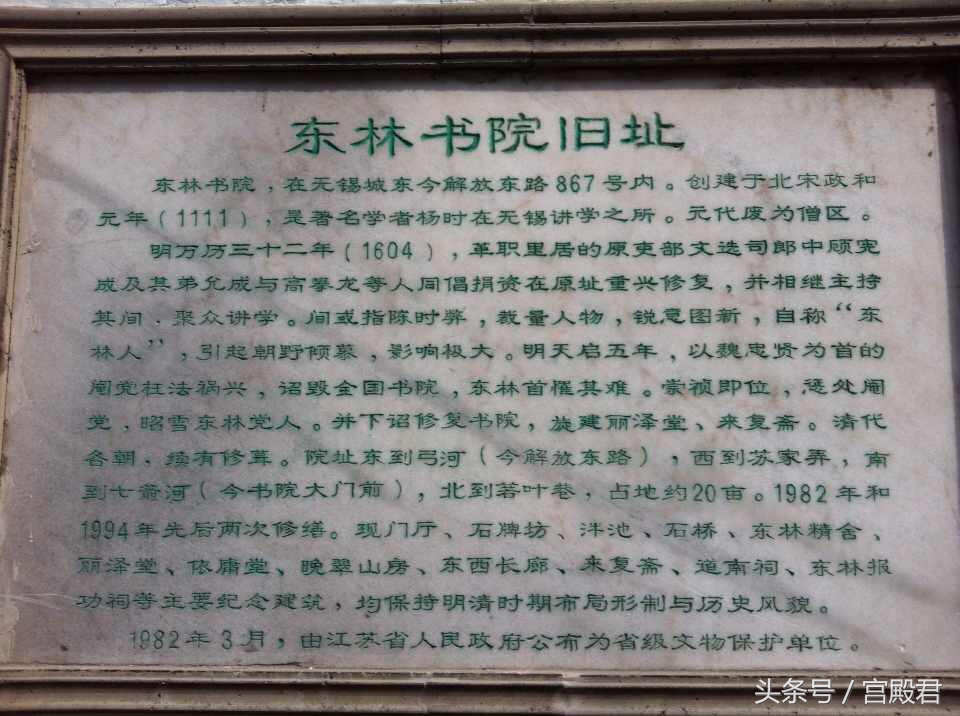 东林书院旧址
东林书院，在无锡城东今解放东路867号内。创建于北宋政和
元年(1111)，是著名学者杨时在无锡讲学之所。元代废为僧区。
明万历三十二年(1604)，革职里居的原吏部文选司郎中顾宪
成及其弟允成与高攀龙等人同倡捐资在原址重兴修复，并相继主持
其间．聚众讲学。间或指陈时弊，裁量人物，锐意图新，自称“东
林人”，引起朝野倾慕，影响极大。明天启五年，以魏忠贤为首的
阉党枉法祸兴，诏毁全国书院，东林首罹其难。崇祯即位，惩处阉
党．昭雪东林党人。并下诏修复书院，旋建丽泽堂、来复斋。清代
各朝．续有修葺。院址东到弓河(今解放东路)，西到苏家弄，南
到七箭河(今书院大门前)，北到若叶巷，占地约20亩。1982年和
1994年先后两次修缮。现门厅、石牌坊、泮池、石桥、东林精舍、
丽泽堂、依庸堂、晚翠山房、东西长廊、来复斋、道南祠、东林报
功祠等主要纪念建筑，均保持明清时期布局形制与历史风貌。
1982年3月，由江苏省人民政府公布为省级文物保护单位。
头条号／宫殿君